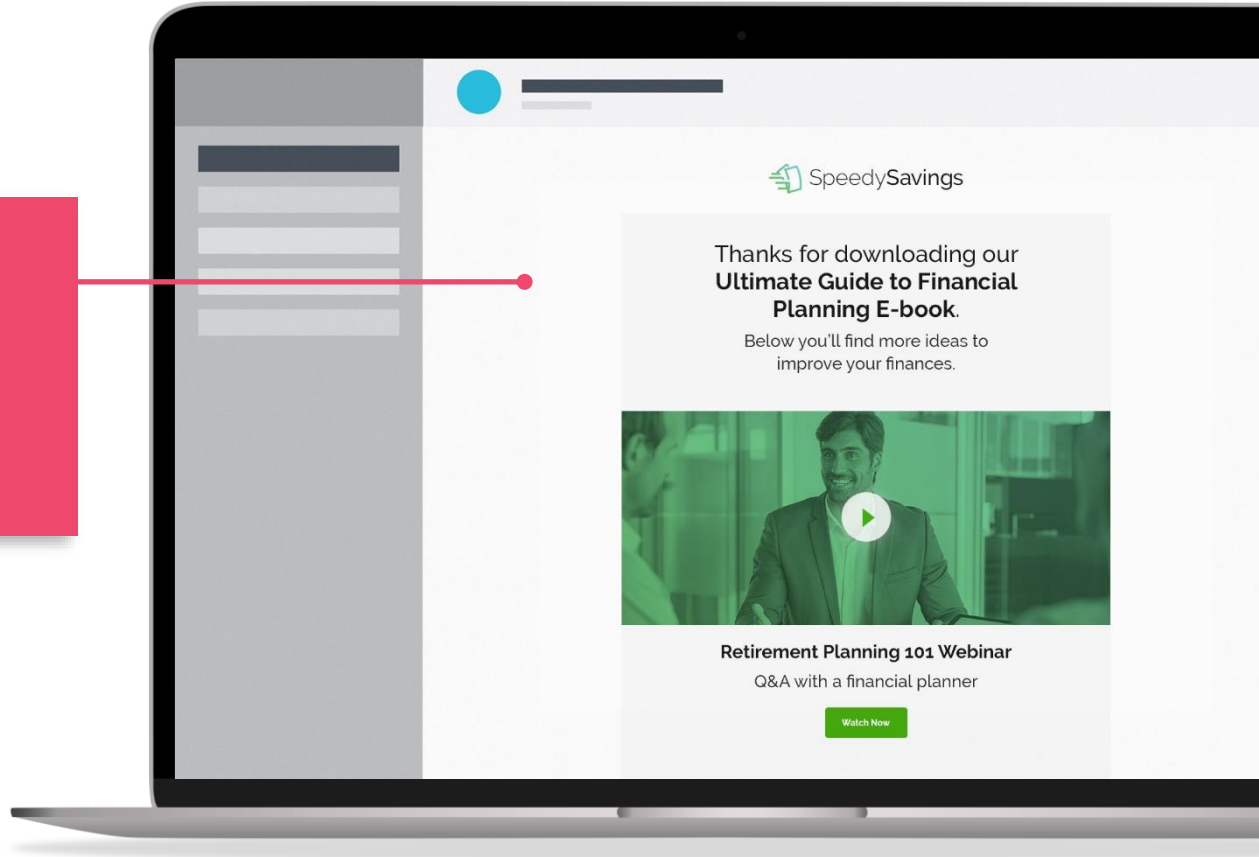 SpeedySavings
Thanks for downloading our
Ultimate Guide to Financial
Planning E-book.
Below you'll find more ideas to
improve your finances.
Retirement Planning 101 Webinar
Q&A with a financial planner
Watch Now